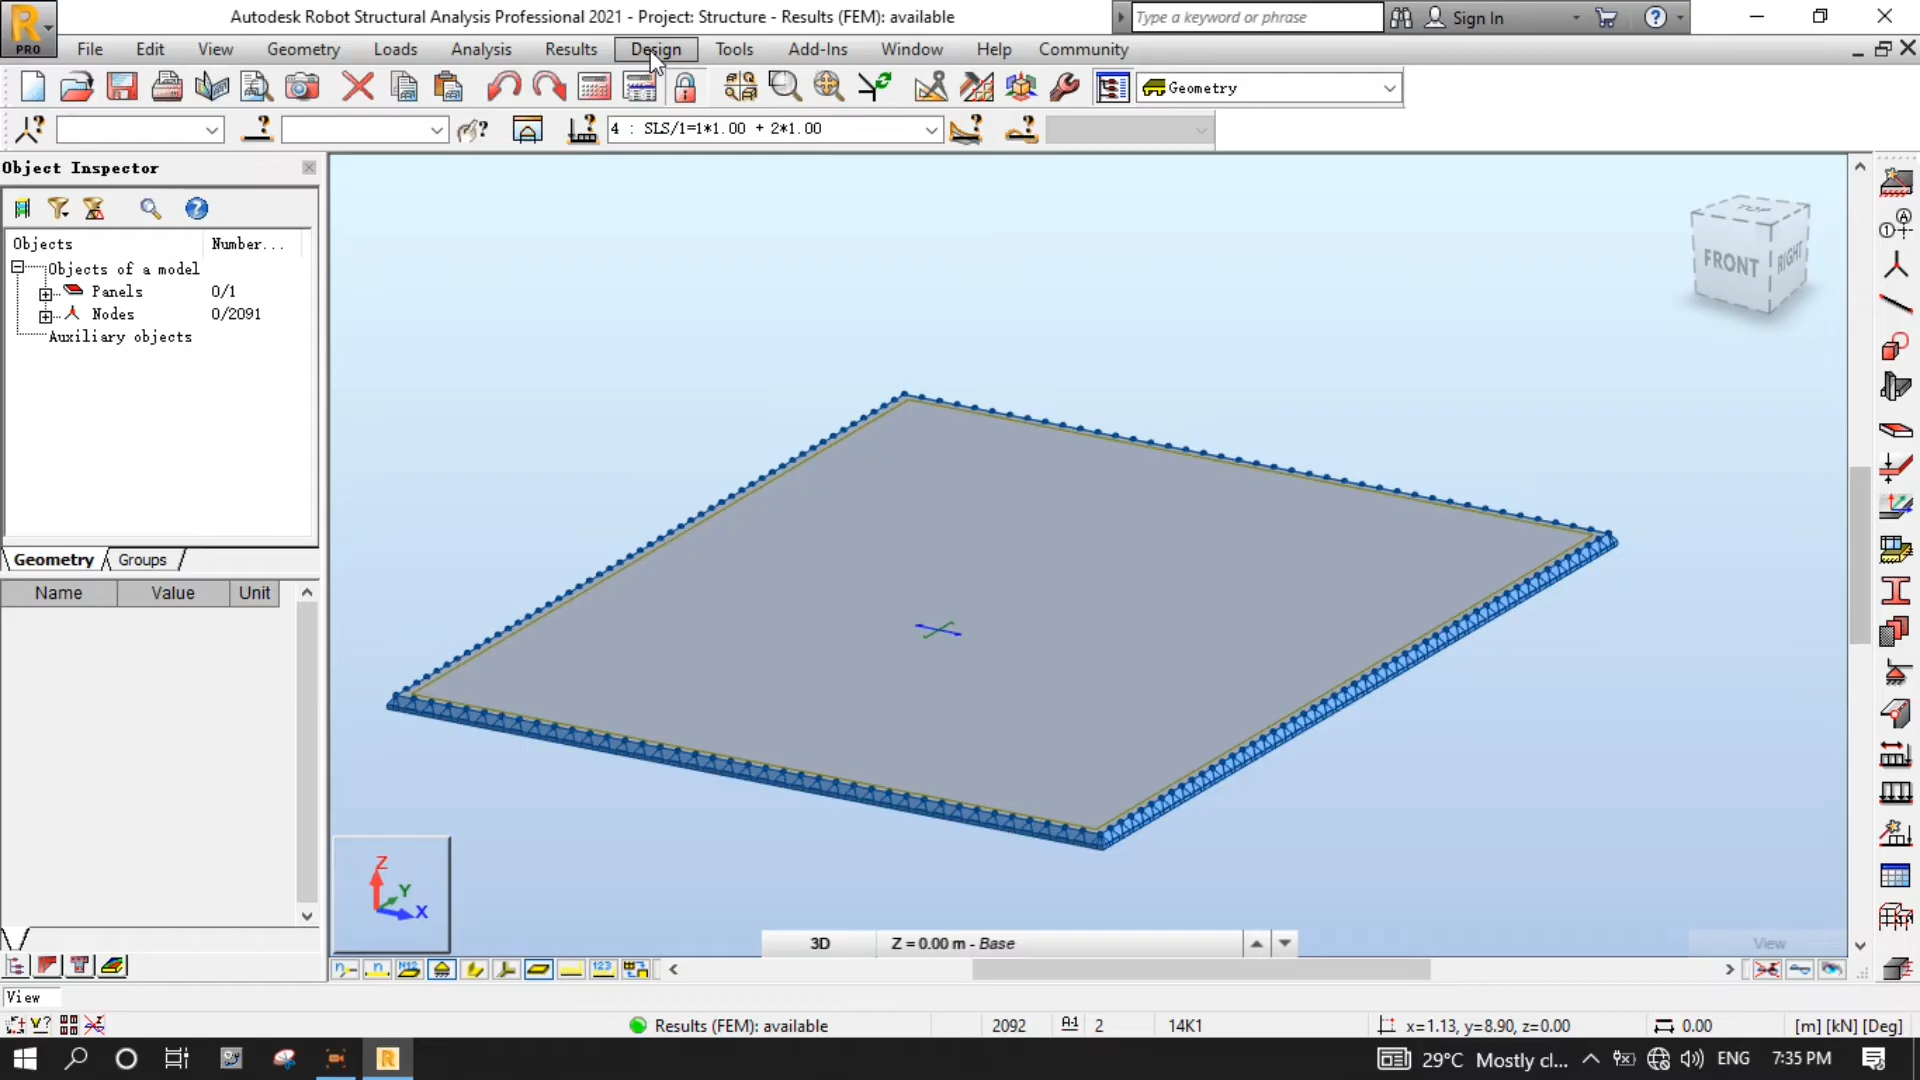 Autodesk Robot Structural Analysis Professional 2021 - Project: Structure - Results (FEM): available
Type a keyword or phrase
Sign In
PRO
File Edit View Geometry Loads Analysis Results Design Tools Add-Ins Window Help Community
Geometry
4 : SLS/1=1*1.00 + 2*1.00
Object Inspector
Objects Number...
Objects of a model
Panels 0/1
Nodes 0/2091
Auxiliary objects
Geometry Groups
Name Value Unit
TOP
FRONT RIGHT
Z
Y
X
3D Z = 0.00 m - Base
View
View
Results (FEM): available 2092 2 14K1 x=1.13, y=8.90, z=0.00 0.00 [m] [kN] [Deg]
29°C Mostly cl... ENG 7:35 PM